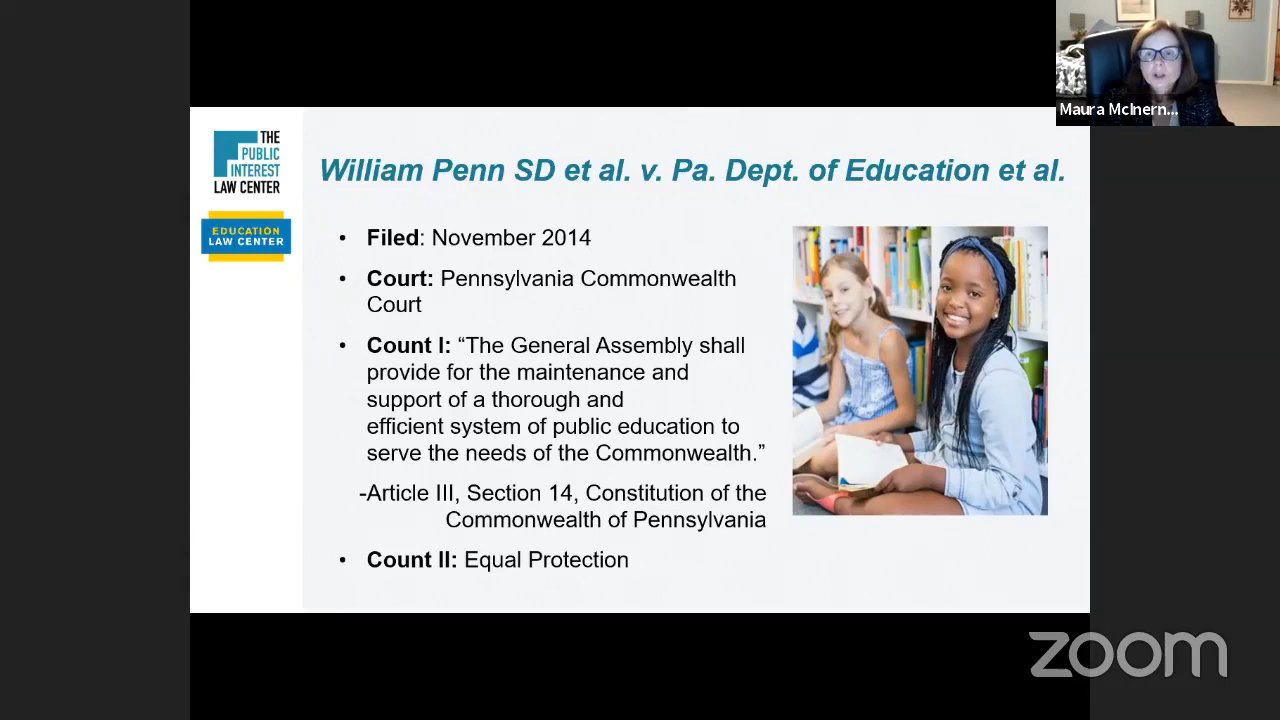 Maura McInern...
THE
PUBLIC
INTEREST
LAW CENTER
EDUCATION
LAW CENTER
William Penn SD et al. v. Pa. Dept. of Education et al.
• Filed: November 2014
• Court: Pennsylvania Commonwealth
Court
• Count I: “The General Assembly shall
provide for the maintenance and
support of a thorough and
efficient system of public education to
serve the needs of the Commonwealth.”
-Article III, Section 14, Constitution of the
Commonwealth of Pennsylvania
• Count II: Equal Protection
zoom